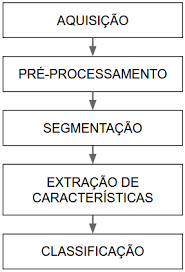 AQUISIÇÃO
PRÉ-PROCESSAMENTO
SEGMENTAÇÃO
EXTRAÇÃO DE
CARACTERÍSTICAS
CLASSIFICAÇÃO